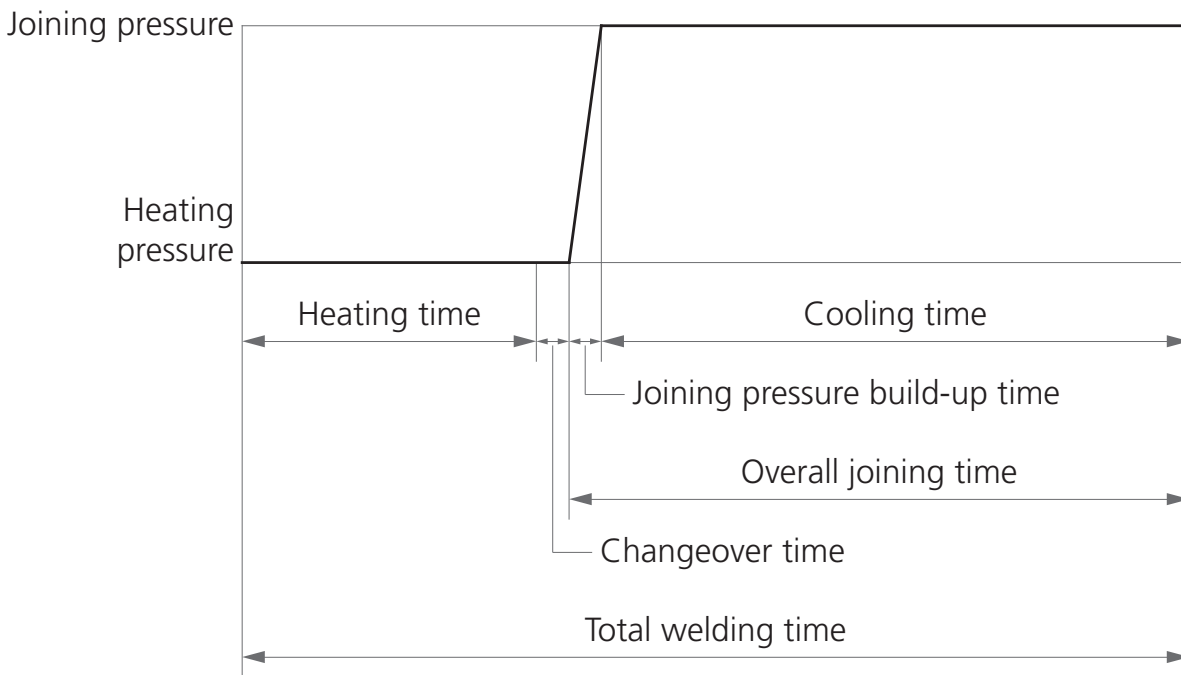 Joining pressure
Heating
pressure
Heating time
Cooling time
Joining pressure build-up time
Overall joining time
Changeover time
Total welding time